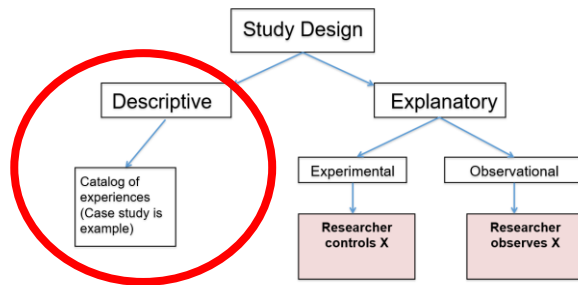 Study Design
Descriptive
Explanatory
Catalog of
experiences
(Case study is
example)
Experimental
Observational
Researcher
controls X
Researcher
observes X